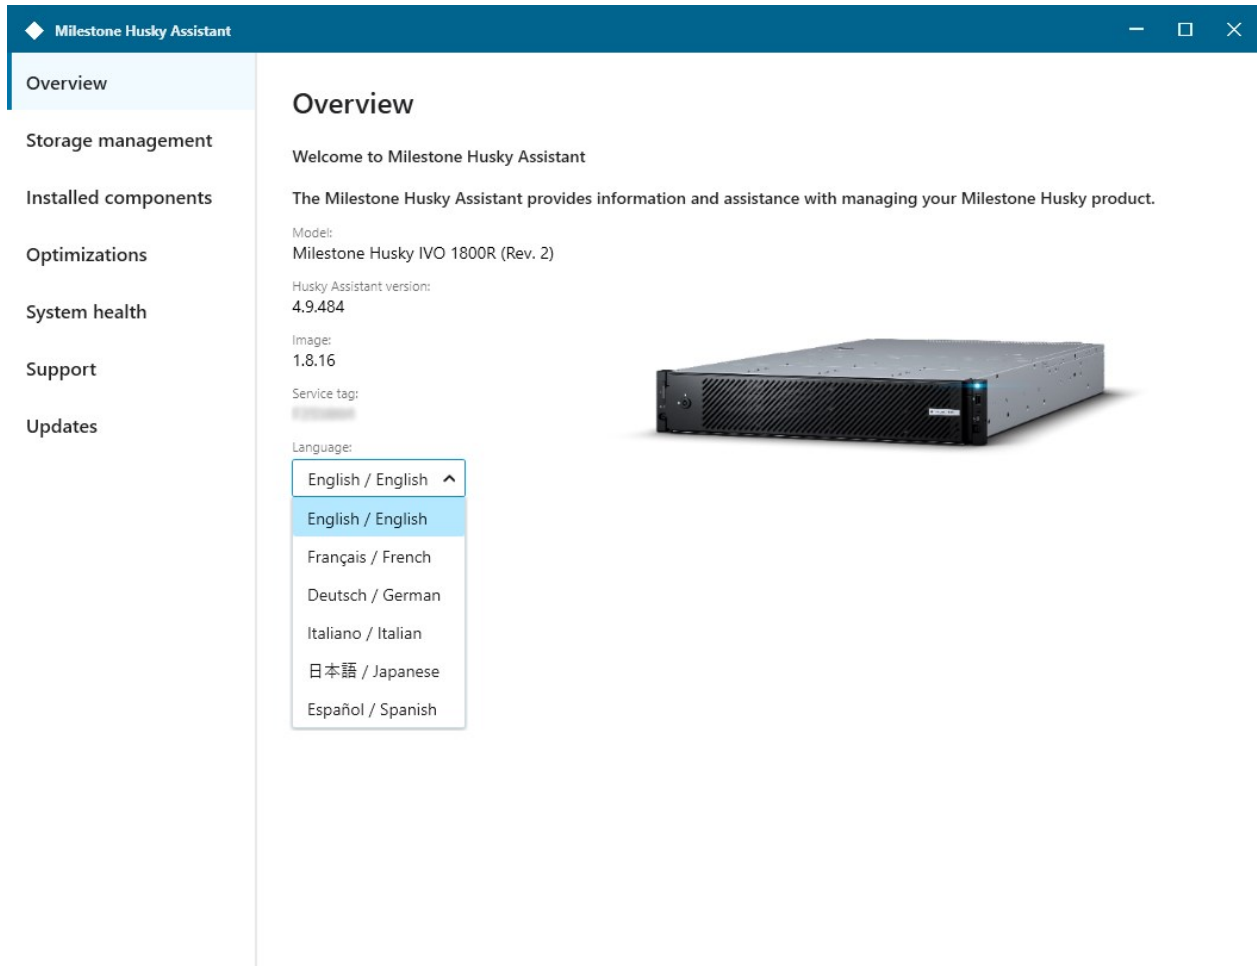 Milestone Husky Assistant
Overview
Storage management
Installed components
Optimizations
System health
Support
Updates
Overview
Welcome to Milestone Husky Assistant
The Milestone Husky Assistant provides information and assistance with managing your Milestone Husky product.
Model:
Milestone Husky IVO 1800R (Rev. 2)
Husky Assistant version:
4.9.484
Image:
1.8.16
Service tag:
Language:
English / English
English / English
Français / French
Deutsch / German
Italiano / Italian
日本語 / Japanese
Español / Spanish